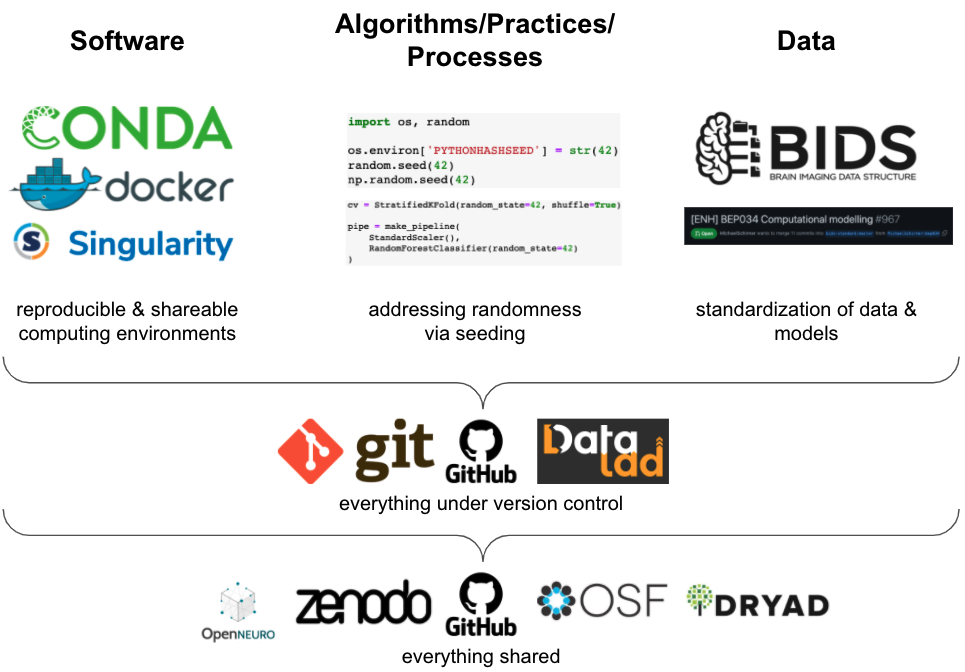 Software
Algorithms/Practices/
Processes
Data
CONDA
docker
S Singularity
import os, random
os.environ['PYTHONHASHSEED'] = str(42)
random.seed(42)
np.random.seed(42)
cv = StratifiedKFold(random_state=42, shuffle=True)
pipe = make_pipeline(
StandardScaler(),
RandomForestClassifier(random_state=42)
)
BIDS
BRAIN IMAGING DATA STRUCTURE
[ENH] BEP034 Computational modelling #967
Open
reproducible & shareable
computing environments
addressing randomness
via seeding
standardization of data &
models
git
GitHub
Data
lad
everything under version control
OpenNEURO
zenodo
GitHub
OSF
DRYAD
everything shared